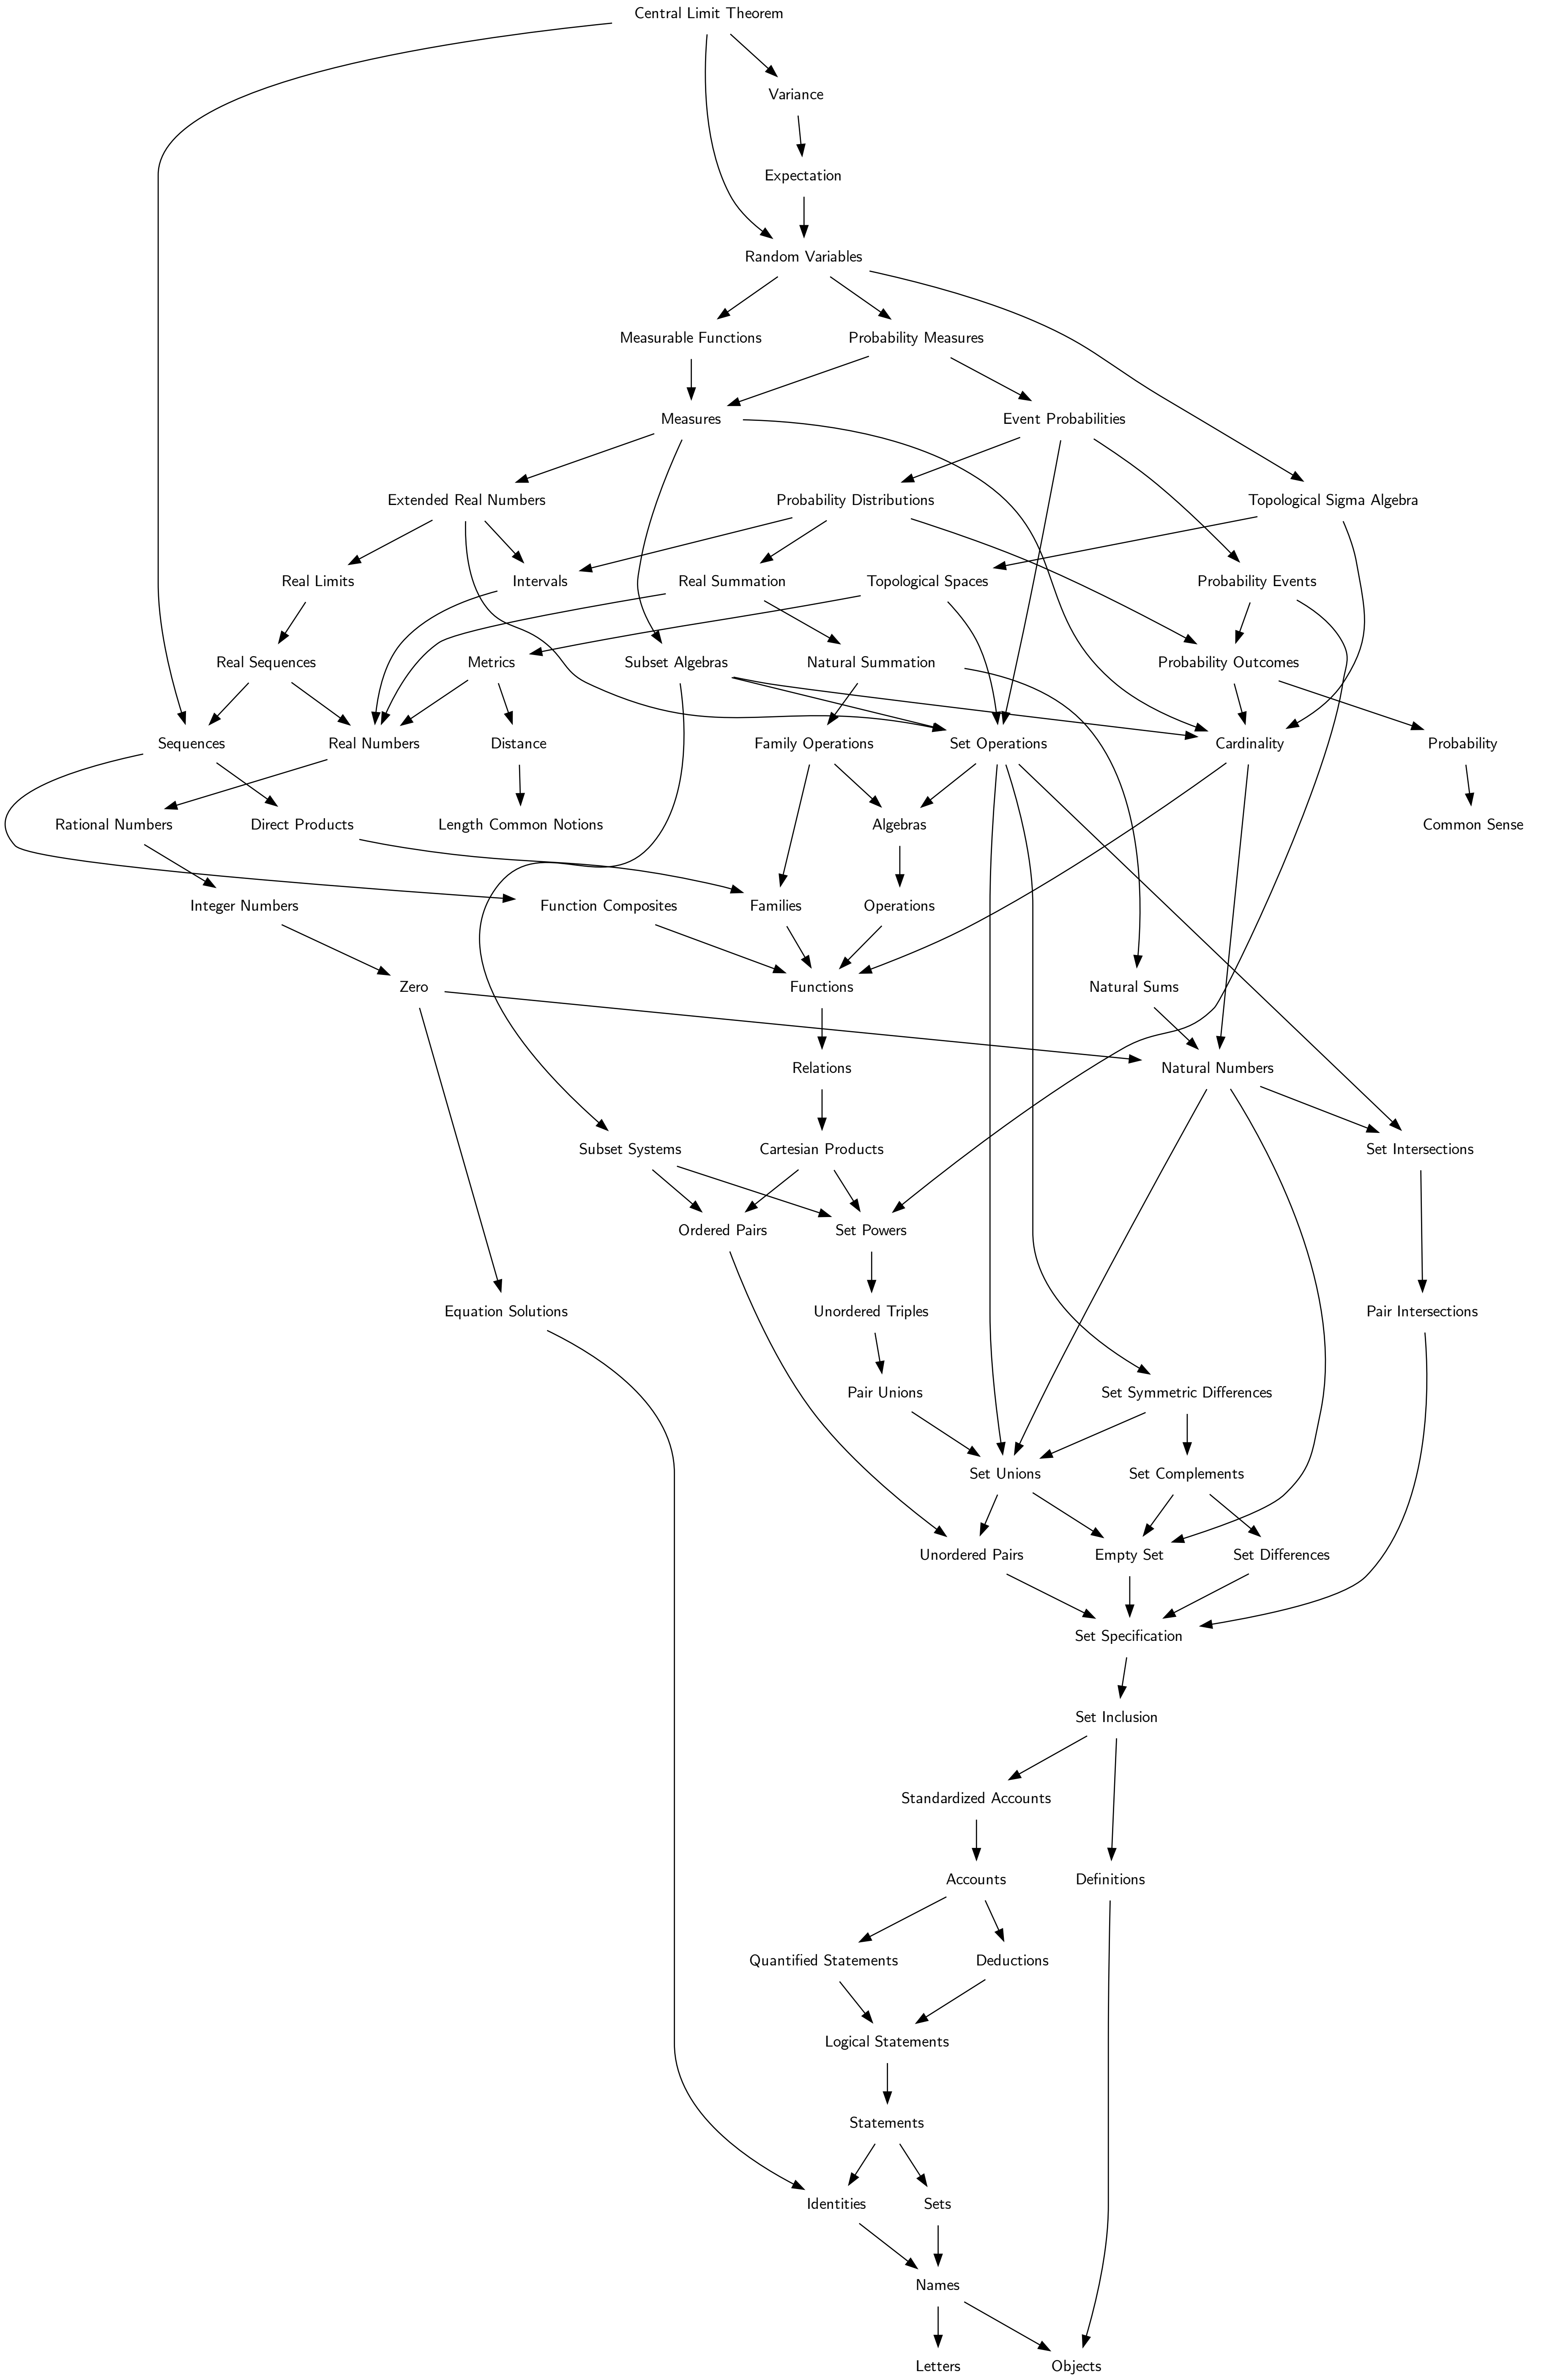 Central Limit Theorem
Variance
Expectation
Random Variables
Measurable Functions
Probability Measures
Measures
Event Probabilities
Extended Real Numbers
Probability Distributions
Topological Sigma Algebra
Real Limits
Intervals
Real Summation
Topological Spaces
Probability Events
Real Sequences
Metrics
Subset Algebras
Natural Summation
Probability Outcomes
Sequences
Real Numbers
Distance
Family Operations
Set Operations
Cardinality
Probability
Rational Numbers
Direct Products
Length Common Notions
Algebras
Common Sense
Integer Numbers
Function Composites
Families
Operations
Zero
Functions
Natural Sums
Relations
Natural Numbers
Subset Systems
Cartesian Products
Set Intersections
Ordered Pairs
Set Powers
Equation Solutions
Unordered Triples
Pair Intersections
Pair Unions
Set Symmetric Differences
Set Unions
Set Complements
Unordered Pairs
Empty Set
Set Differences
Set Specification
Set Inclusion
Standardized Accounts
Accounts
Definitions
Quantified Statements
Deductions
Logical Statements
Statements
Identities
Sets
Names
Letters
Objects